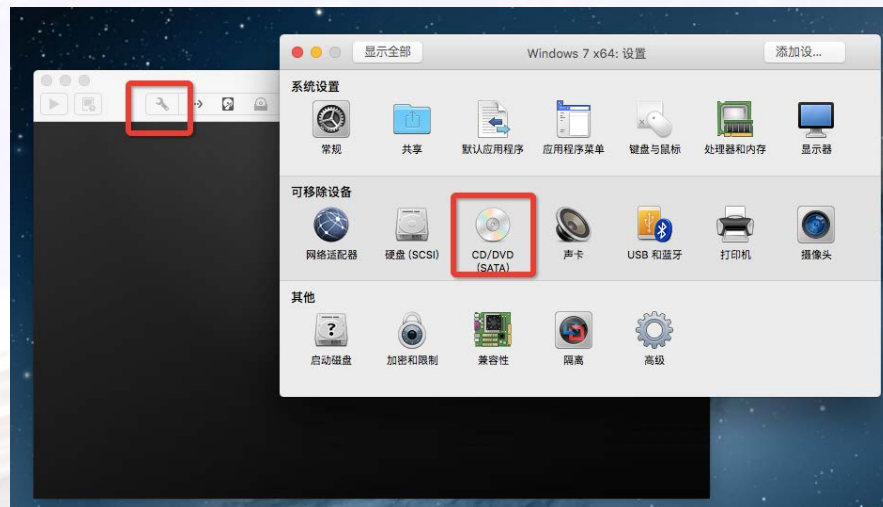 显示全部
Windows 7 x64: 设置
添加设...
系统设置
常规
共享
默认应用程序
应用程序菜单
键盘与鼠标
处理器和内存
显示器
可移除设备
网络适配器
硬盘 (SCSI)
CD/DVD
(SATA)
声卡
USB 和蓝牙
打印机
摄像头
其他
启动磁盘
加密和限制
兼容性
隔离
高级